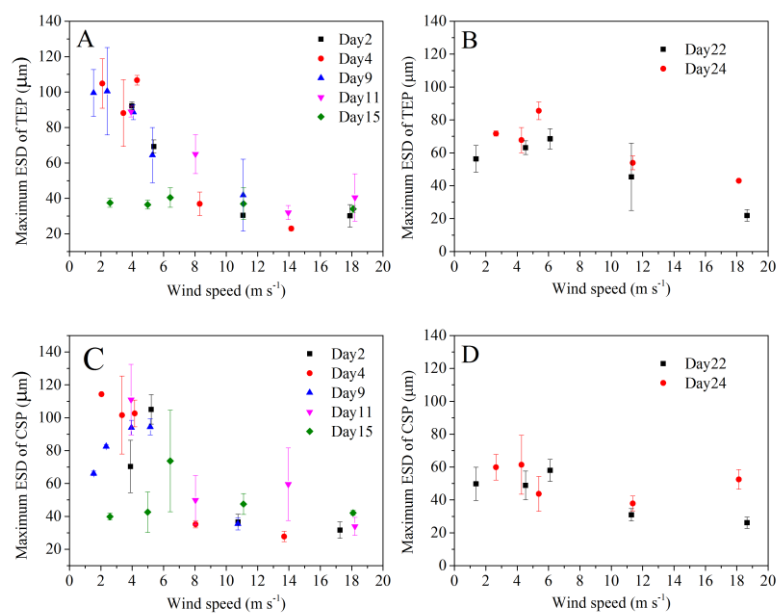 A
Day2
Day4
Day9
Day11
Day15
Maximum ESD of TEP (μm)
140
120
100
80
60
40
20
0 2 4 6 8 10 12 14 16 18 20
Wind speed (m s⁻¹)
B
Day22
Day24
Maximum ESD of TEP (μm)
140
120
100
80
60
40
20
0
0 2 4 6 8 10 12 14 16 18 20
Wind speed (m s⁻¹)
C
Day2
Day4
Day9
Day11
Day15
Maximum ESD of CSP (μm)
140
120
100
80
60
40
20
0 2 4 6 8 10 12 14 16 18 20
Wind speed (m s⁻¹)
D
Day22
Day24
Maximum ESD of CSP (μm)
140
120
100
80
60
40
20
0
0 2 4 6 8 10 12 14 16 18 20
Wind speed (m s⁻¹)